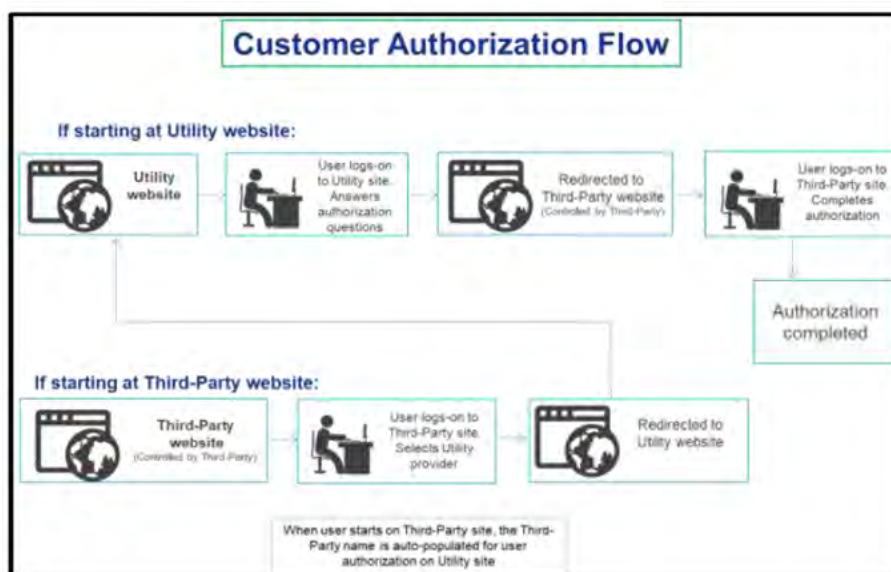 Customer Authorization Flow
If starting at Utility website:
Utility
website
User logs-on
to Utility site.
Answers
authorization
questions
Redirected to
Third-Party website
(Controlled by Third-Party)
User logs-on to
Third-Party site.
Completes
authorization
Authorization
completed
If starting at Third-Party website:
Third-Party
website
(Controlled by Third-Party)
User logs-on to
Third-Party site.
Selects Utility
provider
Redirected to
Utility website
When user starts on Third-Party site, the Third-
Party name is auto-populated for user
authorization on Utility site